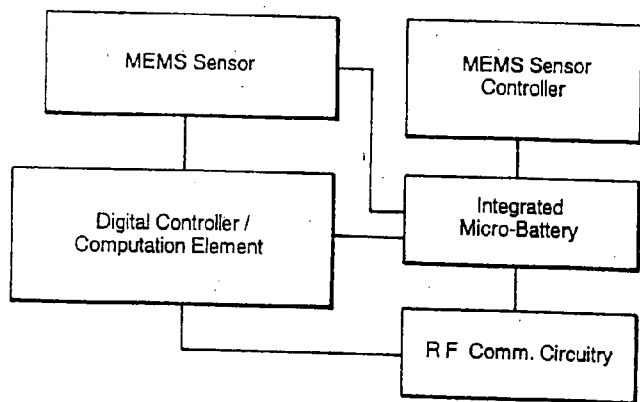 MEMS Sensor
MEMS Sensor
Controller
Digital Controller /
Computation Element
Integrated
Micro-Battery
R F Comm. Circuitry